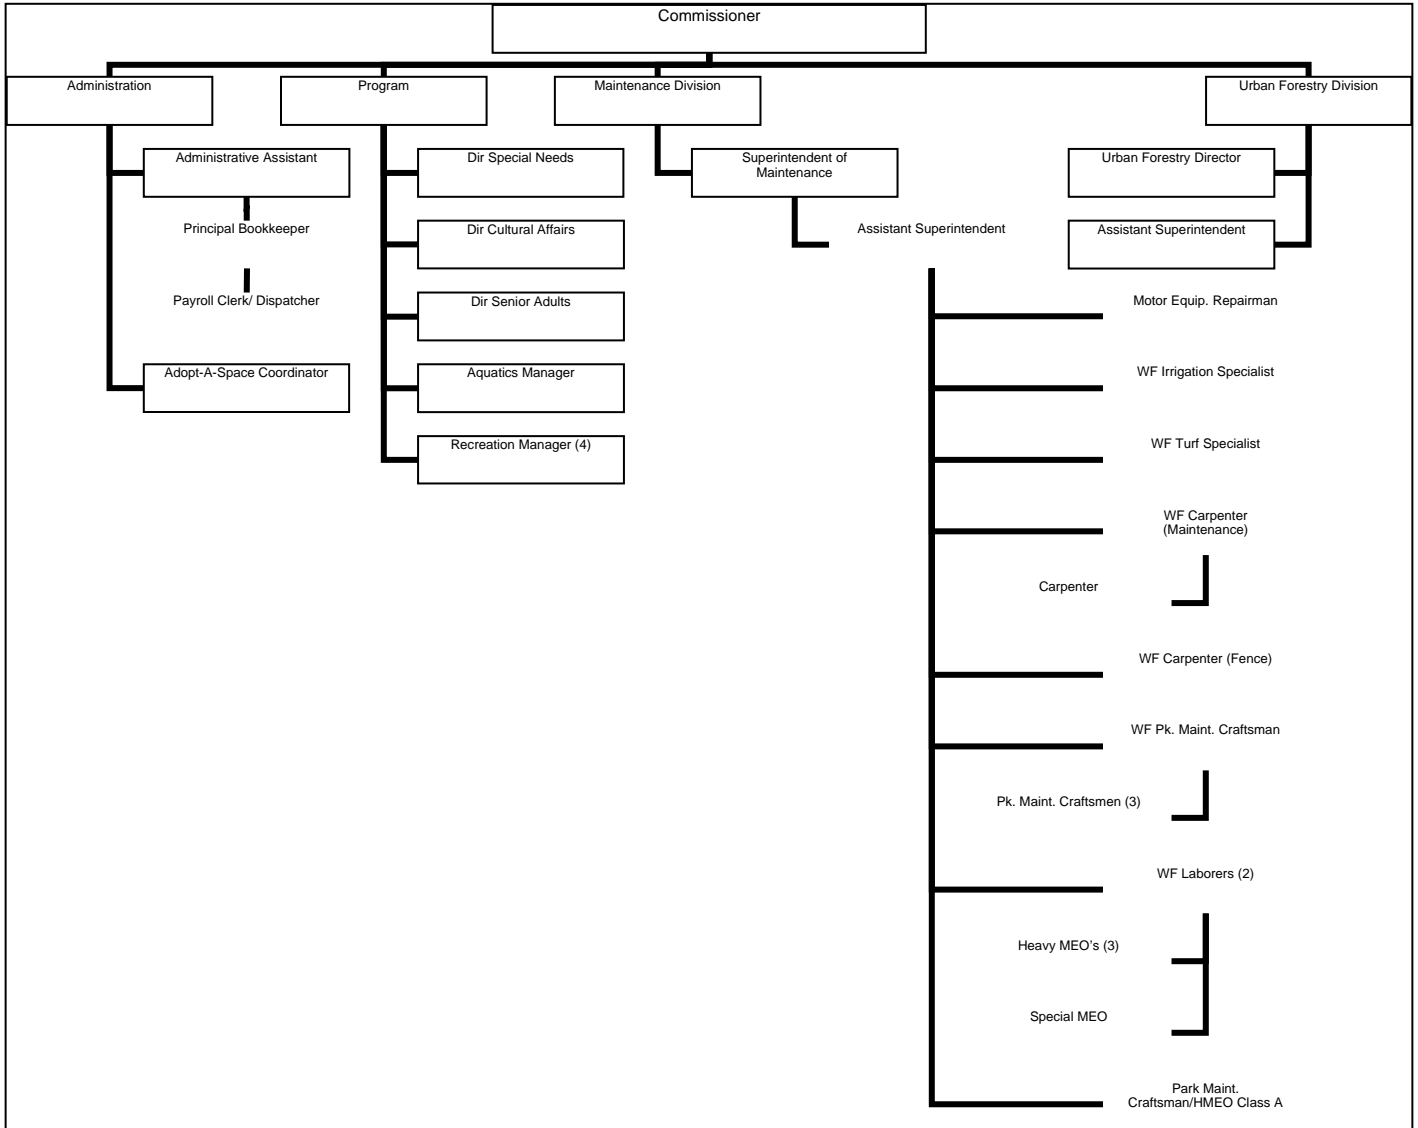 Commissioner
Administration
Program
Maintenance Division
Urban Forestry Division
Administrative Assistant
Dir Special Needs
Superintendent of
Maintenance
Urban Forestry Director
Principal Bookkeeper
Dir Cultural Affairs
Assistant Superintendent
Assistant Superintendent
Payroll Clerk/ Dispatcher
Dir Senior Adults
Motor Equip. Repairman
Adopt-A-Space Coordinator
Aquatics Manager
WF Irrigation Specialist
Recreation Manager (4)
WF Turf Specialist
WF Carpenter
(Maintenance)
Carpenter
WF Carpenter (Fence)
WF Pk. Maint. Craftsman
Pk. Maint. Craftsmen (3)
WF Laborers (2)
Heavy MEO's (3)
Special MEO
Park Maint.
Craftsman/HMEO Class A